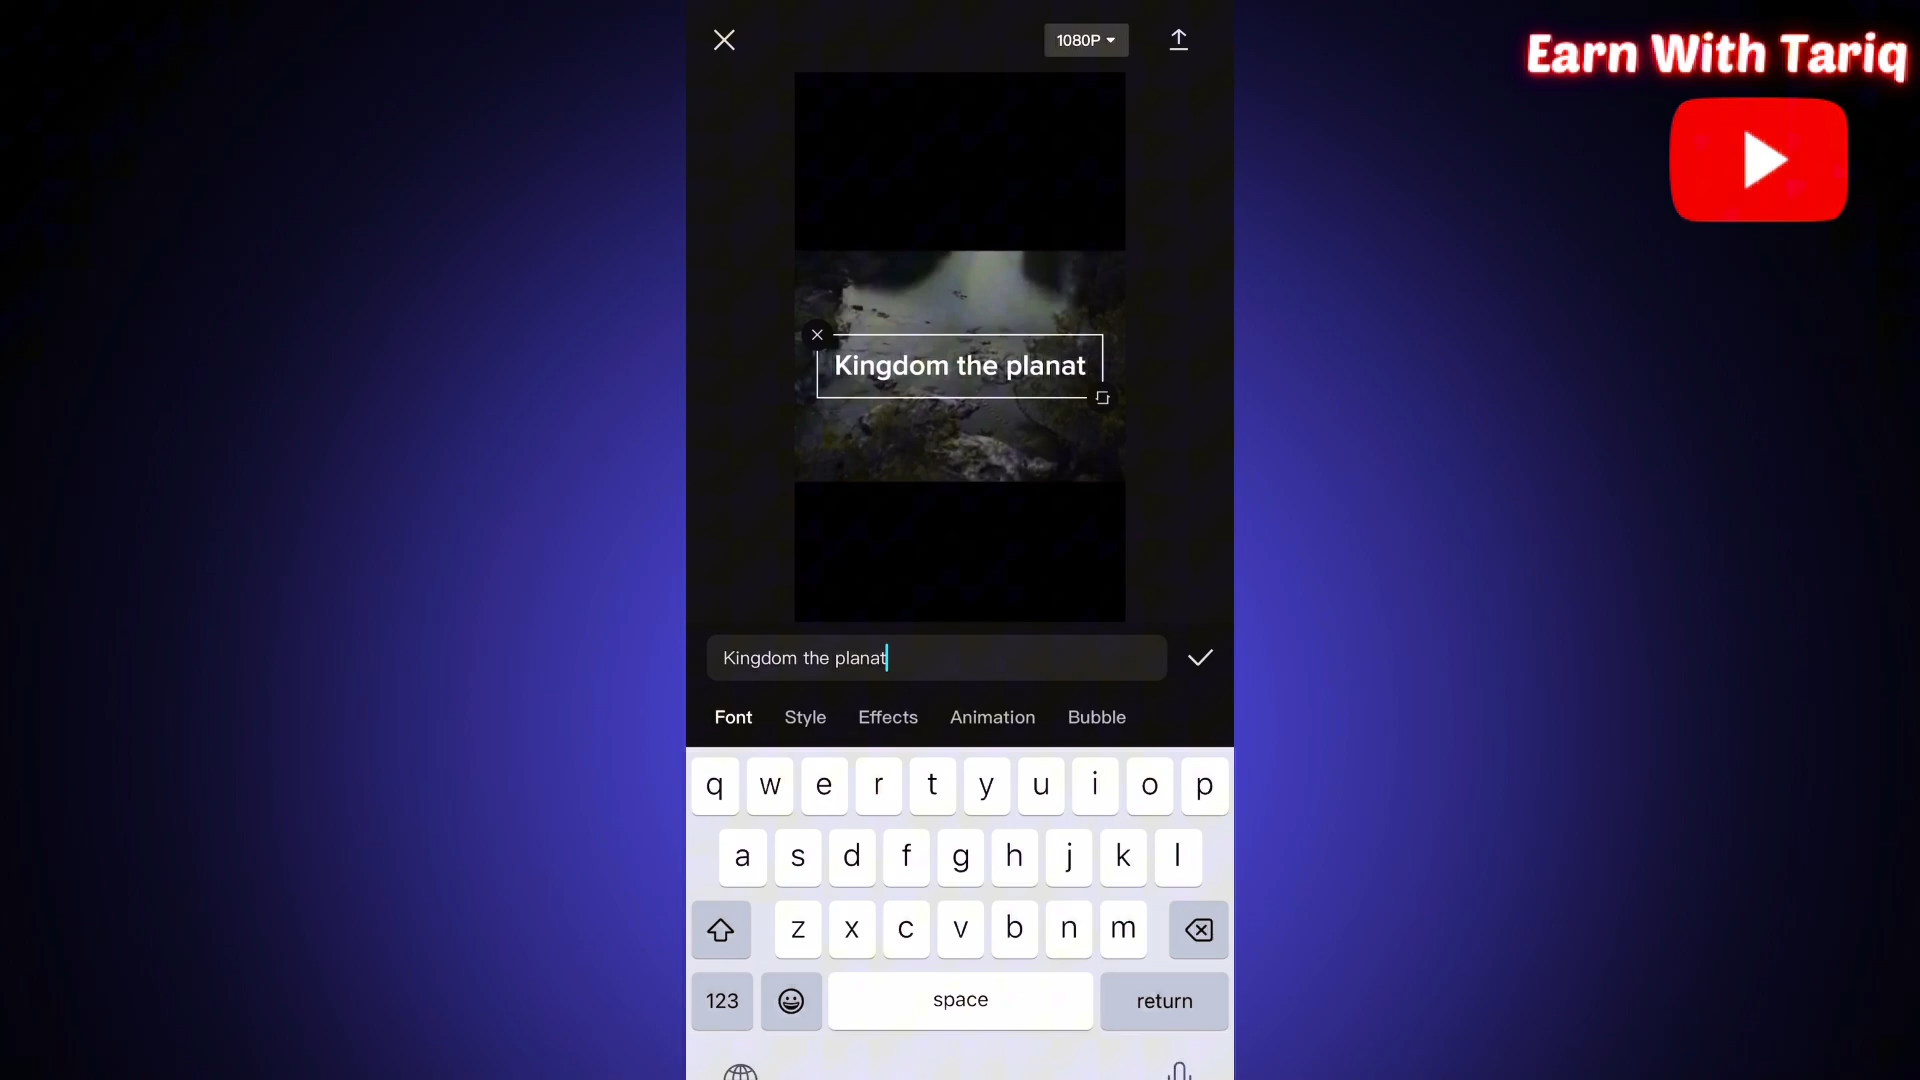 1080P
Earn With Tariq
Kingdom the planat
Kingdom the planat
Font Style Effects Animation Bubble
q w e r t y u i o p
a s d f g h j k l
z x c v b n m
123 space return